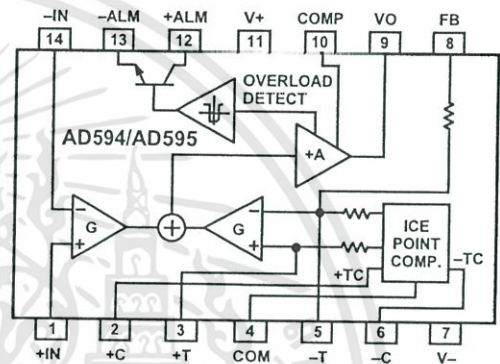 –IN –ALM +ALM V+ COMP VO FB
14 13 12 11 10 9 8
OVERLOAD
DETECT
AD594/AD595
+A
–
G
+
–
G
+
ICE
POINT
COMP.
–TC
+TC
1 2 3 4 5 6 7
+IN +C +T COM –T –C V–